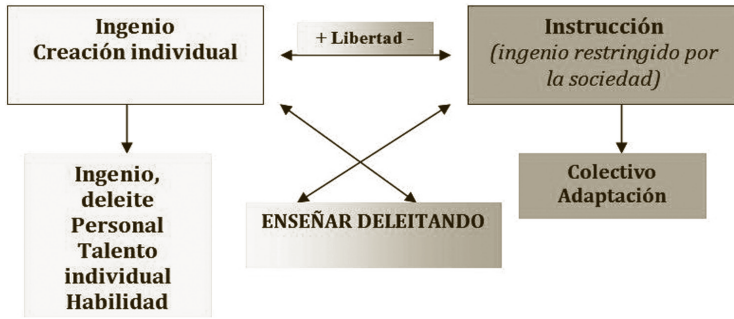 Ingenio
Creación individual
+ Libertad -
Instrucción
(ingenio restringido por
la sociedad)
Ingenio,
deleite
Personal
Talento
individual
Habilidad
ENSEÑAR DELEITANDO
Colectivo
Adaptación